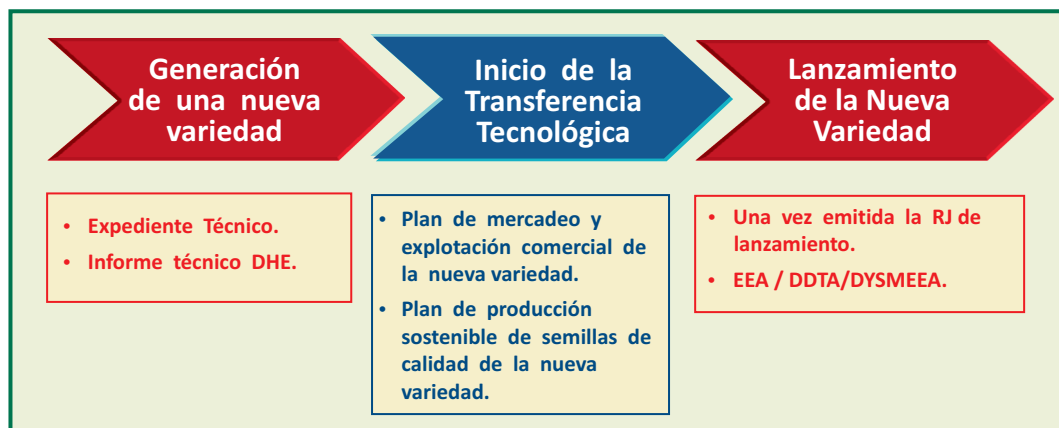 Generación
de una nueva
variedad
Inicio de la
Transferencia
Tecnológica
Lanzamiento
de la Nueva
Variedad
• Expediente Técnico.
• Informe técnico DHE.
• Plan de mercadeo y
explotación comercial de
la nueva variedad.
• Plan de producción
sostenible de semillas de
calidad de la nueva
variedad.
• Una vez emitida la RJ de
lanzamiento.
• EEA / DDTA/DYSMEEA.